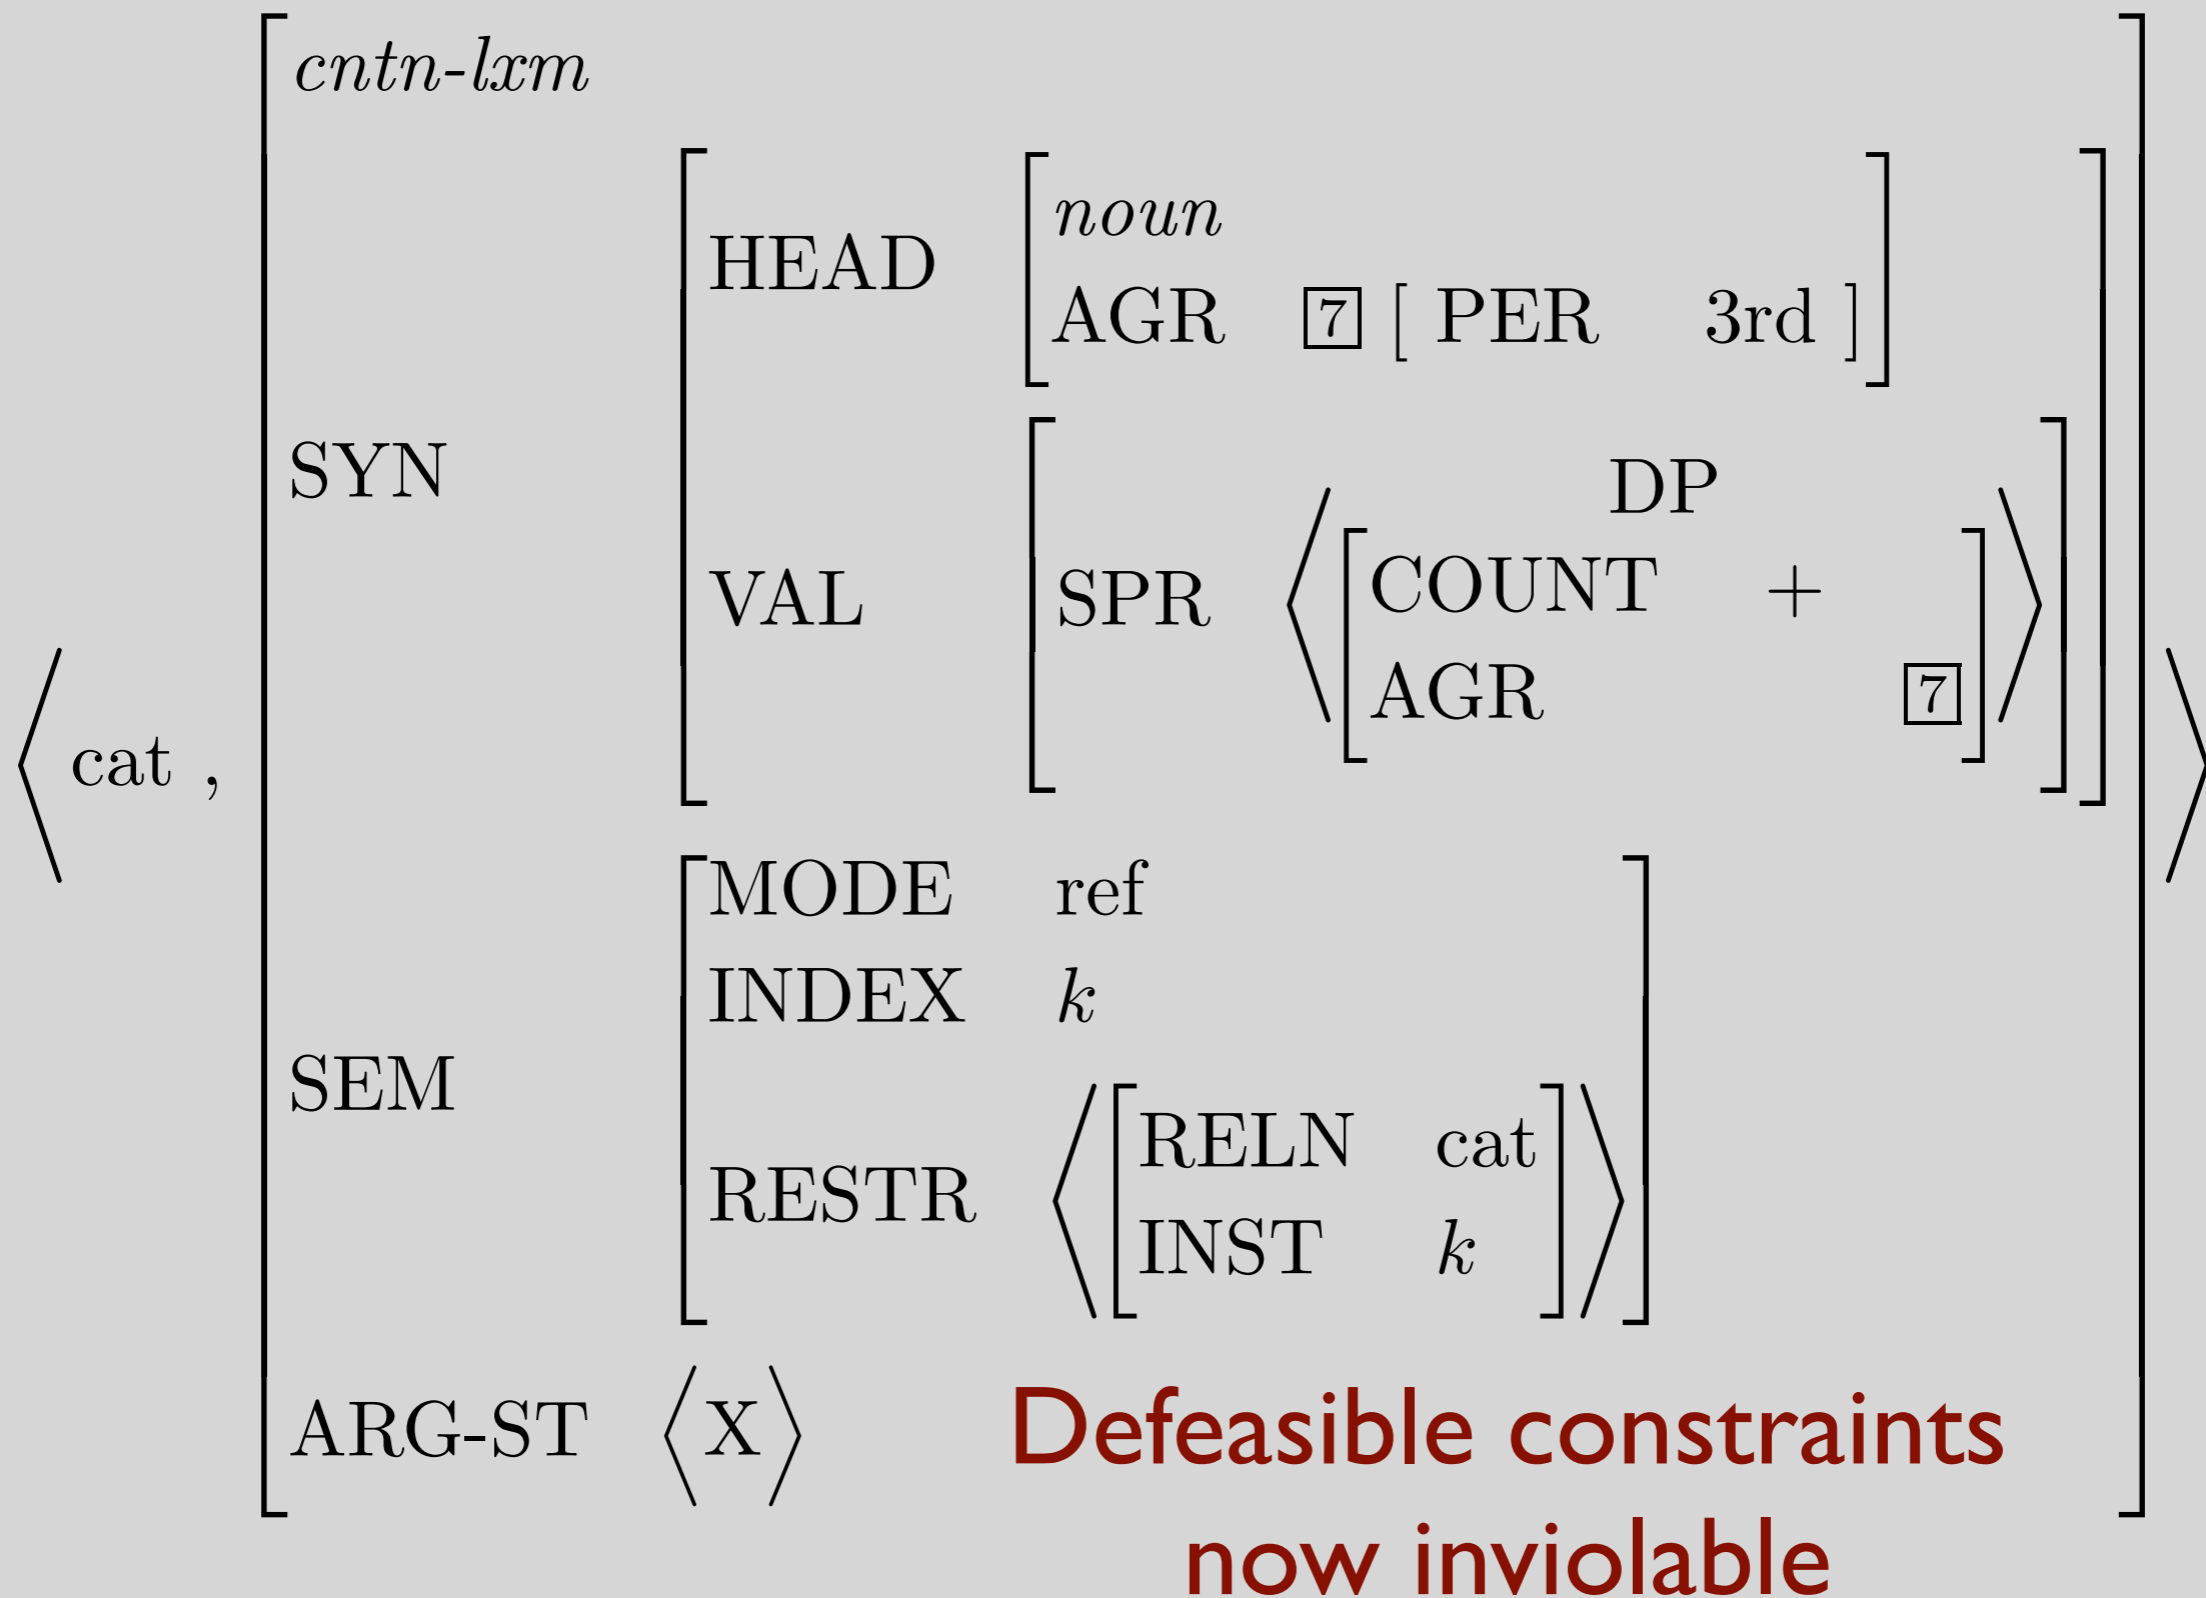 cntn-lxm
noun
HEAD
AGR 7 [ PER 3rd ]
SYN
DP
VAL
SPR ⟨
COUNT +
AGR 7 ⟩
⟨ cat ,
MODE ref
INDEX k
SEM
RESTR ⟨
RELN cat
INST k ⟩ ⟩
ARG-ST ⟨X⟩
Defeasible constraints
now inviolable